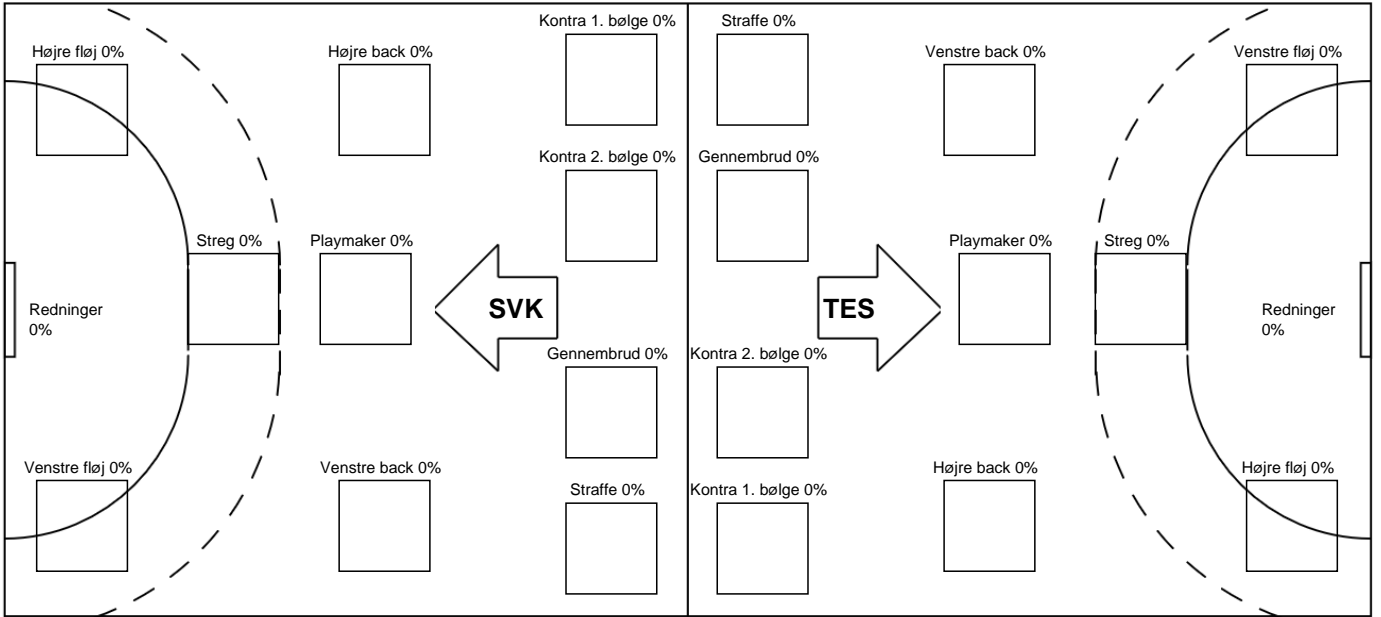 Kontra 1. bølge 0%
Straffe 0%
Højre fløj 0%
Højre back 0%
Venstre back 0%
Venstre fløj 0%
Kontra 2. bølge 0%
Gennembrud 0%
Streg 0%
Playmaker 0%
Playmaker 0%
Streg 0%
SVK
TES
Redninger
0%
Redninger
0%
Gennembrud 0%
Kontra 2. bølge 0%
Venstre fløj 0%
Venstre back 0%
Højre back 0%
Højre fløj 0%
Straffe 0%
Kontra 1. bølge 0%